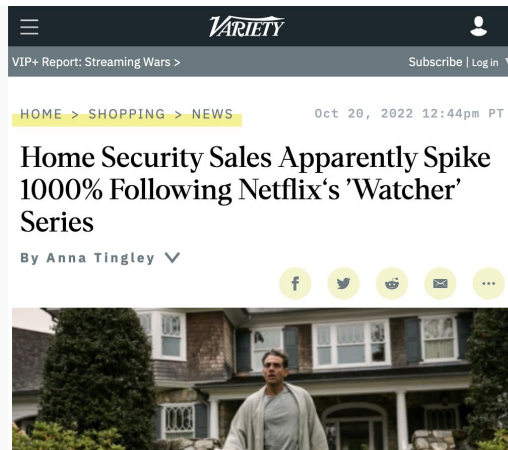 VARIETY
VIP+ Report: Streaming Wars >
Subscribe | Log in
HOME > SHOPPING > NEWS
Oct 20, 2022 12:44pm PT
Home Security Sales Apparently Spike
1000% Following Netflix‘s ’Watcher’
Series
By Anna Tingley